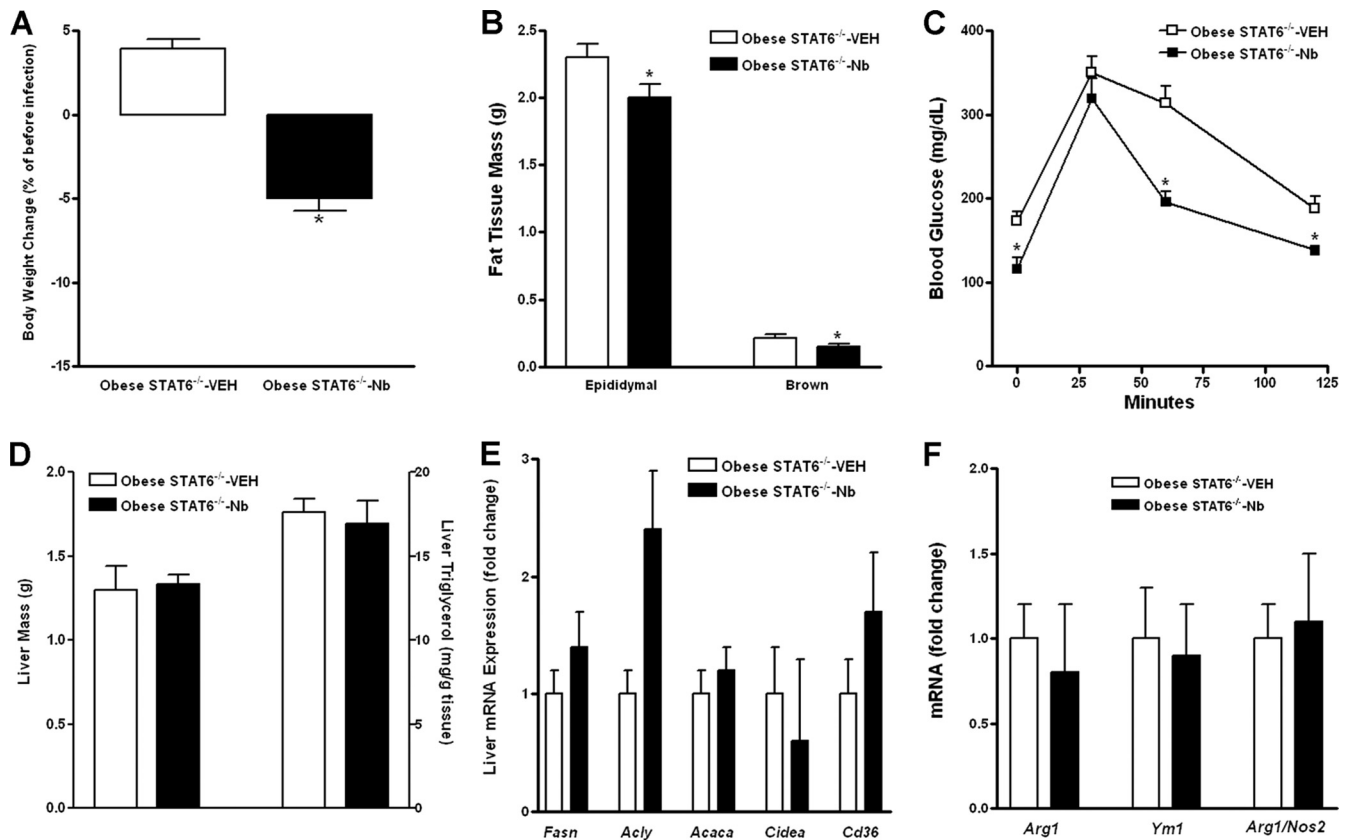 A
Body Weight Change (% of before infection)
5
0
-5
-10
-15
*
Obese STAT6-/--VEH
Obese STAT6-/--Nb
B
Fat Tissue Mass (g)
2.5
2.0
1.5
1.0
0.5
0.0
Obese STAT6-/--VEH
Obese STAT6-/--Nb
*
*
Epididymal
Brown
C
Blood Glucose (mg/dL)
400
300
200
100
Obese STAT6-/--VEH
Obese STAT6-/--Nb
*
*
*
0
25
50
75
100
125
Minutes
D
Liver Mass (g)
2.0
1.5
1.0
0.5
0.0
Obese STAT6-/--VEH
Obese STAT6-/--Nb
20
15
10
5
0
Liver Triglycerol (mg/g tissue)
E
Liver mRNA Expression (fold change)
3
2
1
0
Obese STAT6-/--VEH
Obese STAT6-/--Nb
Fasn
Acly
Acaca
Cidea
Cd36
F
mRNA (fold change)
2.0
1.5
1.0
0.5
0.0
Obese STAT6-/--VEH
Obese STAT6-/--Nb
Arg1
Ym1
Arg1/Nos2